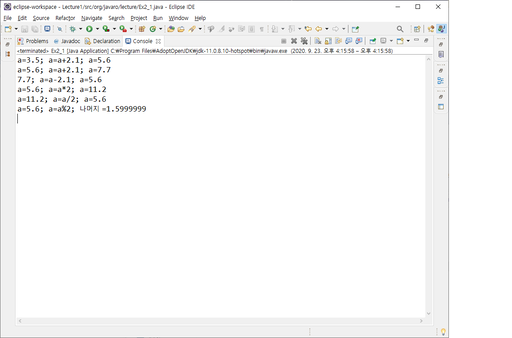 eclipse-workspace - Lecture1/src/org/javaro/lecture/Ex2_1.java - Eclipse IDE
File Edit Source Refactor Navigate Search Project Run Window Help
Problems Javadoc Declaration Console
<terminated> Ex2_1 [Java Application] C:₩Program Files₩AdoptOpenJDK₩jdk-11.0.8.10-hotspot₩bin₩javaw.exe (2020. 9. 23. 오후 4:15:58 – 오후 4:15:58)
a=3.5; a=a+2.1; a=5.6
a=5.6; a=a+2.1; a=7.7
7.7; a=a-2.1; a=5.6
a=5.6; a=a*2; a=11.2
a=11.2; a=a/2; a=5.6
a=5.6; a=a%2; 나머지 =1.5999999